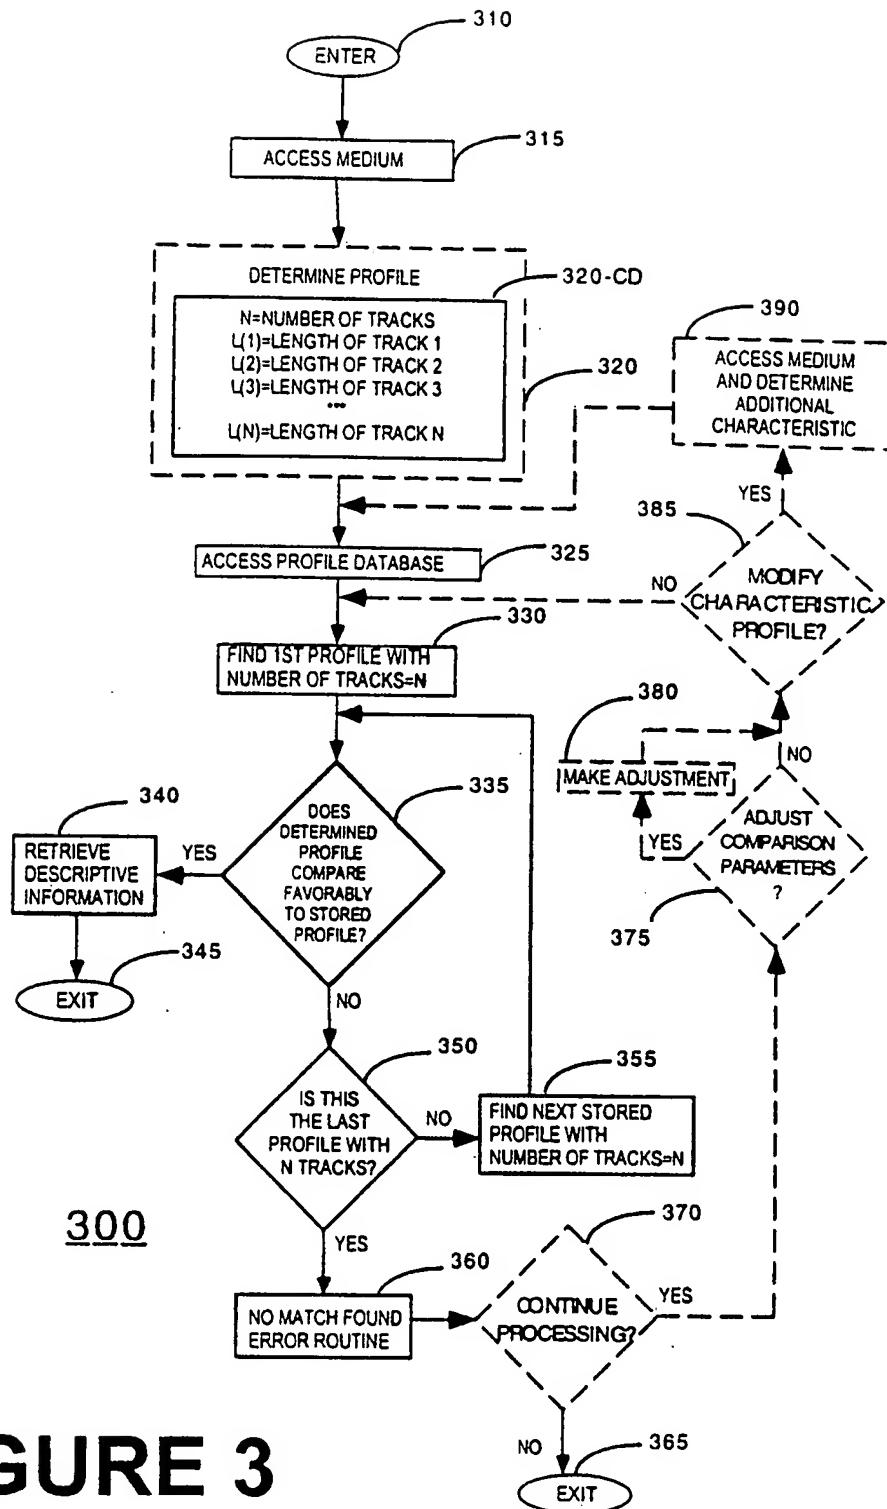 310
ENTER
315
ACCESS MEDIUM
DETERMINE PROFILE
320-CD
N=NUMBER OF TRACKS
L(1)=LENGTH OF TRACK 1
L(2)=LENGTH OF TRACK 2
L(3)=LENGTH OF TRACK 3
...
L(N)=LENGTH OF TRACK N
320
390
ACCESS MEDIUM
AND DETERMINE
ADDITIONAL
CHARACTERISTIC
YES
385
MODIFY
CHARACTERISTIC
PROFILE?
NO
ACCESS PROFILE DATABASE
325
330
FIND 1ST PROFILE WITH
NUMBER OF TRACKS=N
380
MAKE ADJUSTMENT
NO
YES
ADJUST
COMPARISON
PARAMETERS
?
375
335
DOES
DETERMINED
PROFILE
COMPARE
FAVORABLY
TO STORED
PROFILE?
YES
340
RETRIEVE
DESCRIPTIVE
INFORMATION
345
EXIT
NO
350
IS THIS
THE LAST
PROFILE WITH
N TRACKS?
NO
355
FIND NEXT STORED
PROFILE WITH
NUMBER OF TRACKS=N
300
YES
360
NO MATCH FOUND
ERROR ROUTINE
370
CONTINUE
PROCESSING?
YES
NO
365
EXIT
GURE 3